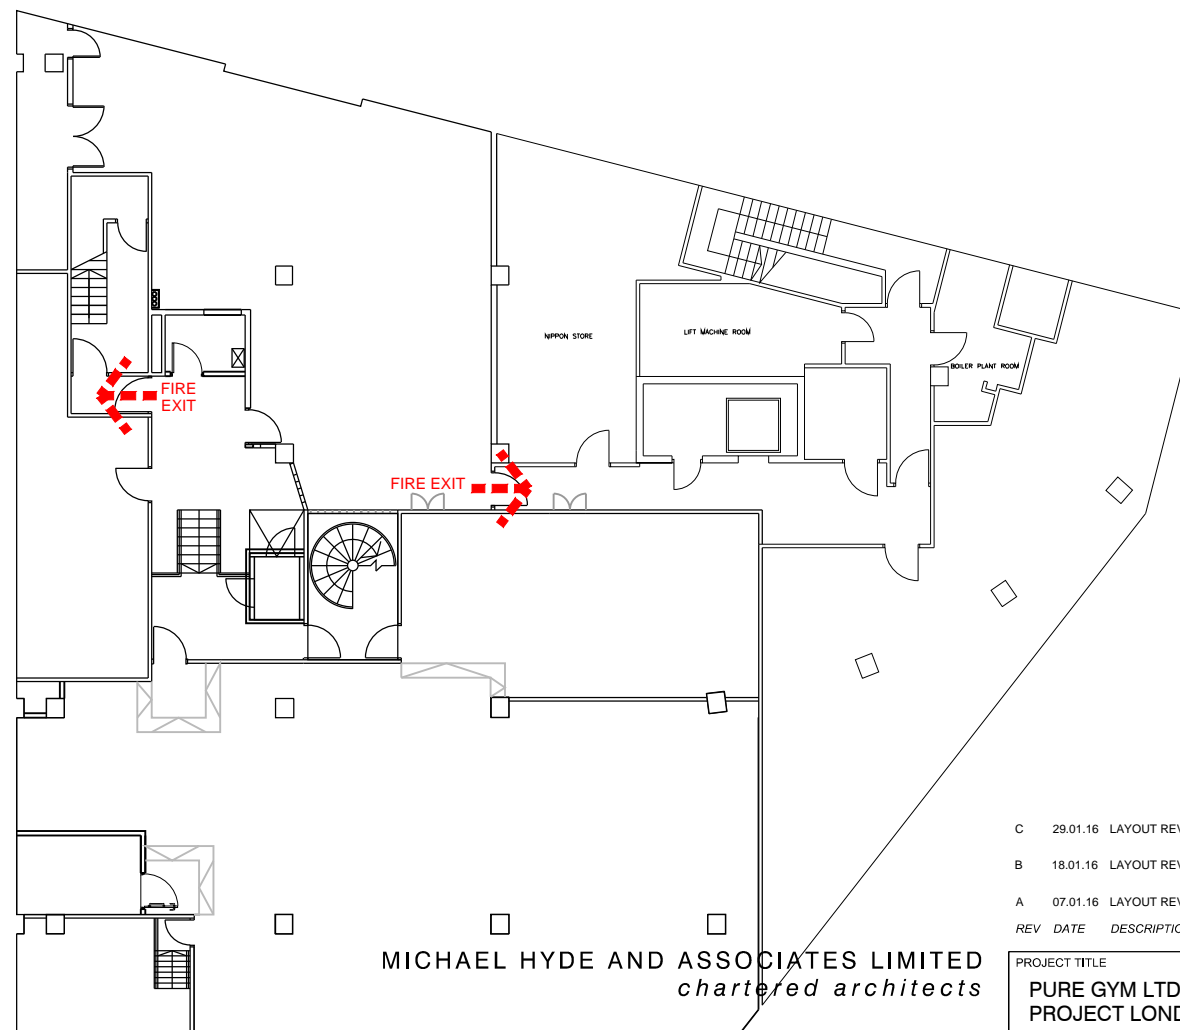 NIPPON STORE
LIFT MACHINE ROOM
BOILER PLANT ROOM
FIRE
EXIT
FIRE EXIT
C 29.01.16 LAYOUT REV
B 18.01.16 LAYOUT REV
A 07.01.16 LAYOUT REV
REV DATE DESCRIPTIO
MICHAEL HYDE AND ASSOCIATES LIMITED
chartered architects
PROJECT TITLE
PURE GYM LTD
PROJECT LOND